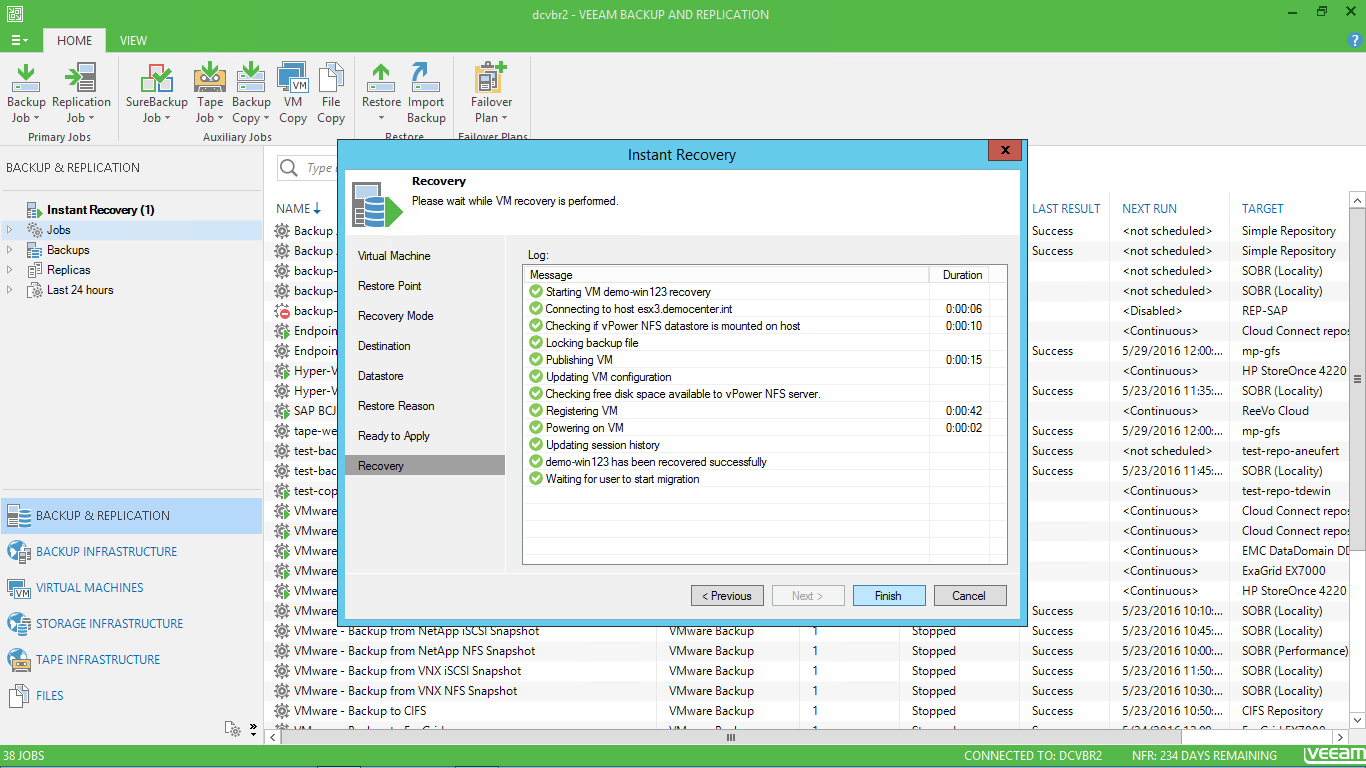 dcvbr2 - VEEAM BACKUP AND REPLICATION
HOME VIEW
Backup Job Replication Job SureBackup Job Tape Job Backup Copy VM Copy File Copy Restore Import Backup Failover Plan
Primary Jobs Auxiliary Jobs Restore Failover Plans
BACKUP & REPLICATION
Instant Recovery (1)
Jobs
Backups
Replicas
Last 24 hours
BACKUP & REPLICATION
BACKUP INFRASTRUCTURE
VIRTUAL MACHINES
STORAGE INFRASTRUCTURE
TAPE INFRASTRUCTURE
FILES
Type
Instant Recovery
x
Recovery
Please wait while VM recovery is performed.
Virtual Machine
Restore Point
Recovery Mode
Destination
Datastore
Restore Reason
Ready to Apply
Recovery
Log:
Message Duration
Starting VM demo-win123 recovery
Connecting to host esx3.democenter.int 0:00:06
Checking if vPower NFS datastore is mounted on host 0:00:10
Locking backup file
Publishing VM 0:00:15
Updating VM configuration
Checking free disk space available to vPower NFS server.
Registering VM 0:00:42
Powering on VM 0:00:02
Updating session history
demo-win123 has been recovered successfully
Waiting for user to start migration
< Previous Next > Finish Cancel
NAME LAST RESULT NEXT RUN TARGET
Backup Success <not scheduled> Simple Repository
Backup Success <not scheduled> Simple Repository
backup- <not scheduled> SOBR (Locality)
backup- <not scheduled> SOBR (Locality)
backup- <Disabled> REP-SAP
Endpoin <Continuous> Cloud Connect repos
Endpoin Success 5/29/2016 12:00:... mp-gfs
Hyper-V <Continuous> HP StoreOnce 4220
Hyper-V Success 5/23/2016 11:35:... SOBR (Locality)
SAP BCJ <Continuous> ReeVo Cloud
tape-we Success 5/29/2016 12:00:... mp-gfs
test-bac Success <not scheduled> test-repo-aneufert
test-bac Success 5/23/2016 11:45:... SOBR (Locality)
test-cop <Continuous> test-repo-tdewin
VMware <Continuous> Cloud Connect repos
VMware <Continuous> Cloud Connect repos
VMware <Continuous> EMC DataDomain DD
VMware <Continuous> ExaGrid EX7000
VMware <Continuous> HP StoreOnce 4220
VMware Success 5/23/2016 10:10:... SOBR (Locality)
VMware - Backup from NetApp iSCSI Snapshot VMware Backup 1 Stopped Success 5/23/2016 10:45:... SOBR (Locality)
VMware - Backup from NetApp NFS Snapshot VMware Backup 1 Stopped Success 5/23/2016 10:00:... SOBR (Performance)
VMware - Backup from VNX iSCSI Snapshot VMware Backup 1 Stopped Success 5/23/2016 11:50:... SOBR (Locality)
VMware - Backup from VNX NFS Snapshot VMware Backup 1 Stopped Success 5/23/2016 10:30:... SOBR (Locality)
VMware - Backup to CIFS VMware Backup 1 Stopped Success 5/23/2016 10:50:... CIFS Repository
38 JOBS CONNECTED TO: DCVBR2 NFR: 234 DAYS REMAINING veeam